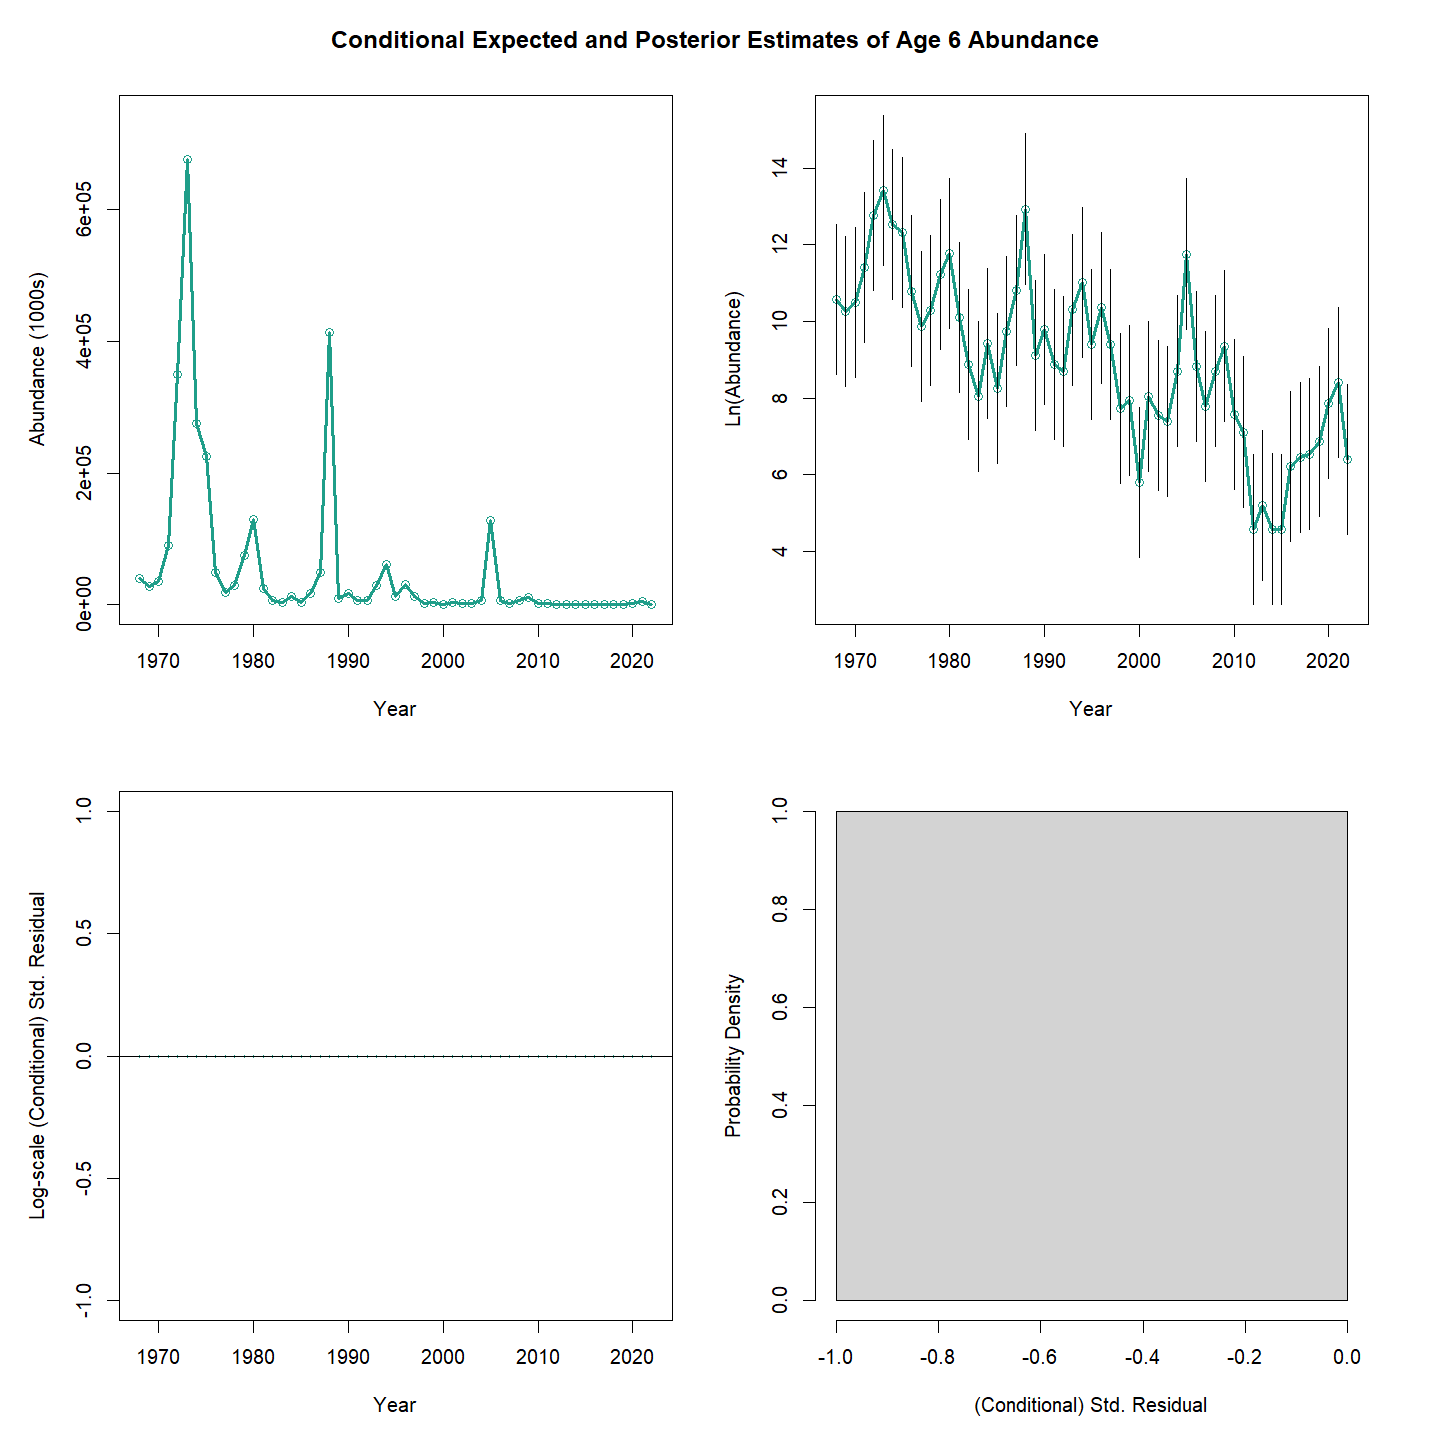 Conditional Expected and Posterior Estimates of Age 6 Abundance
Abundance (1000s)
6e+05
4e+05
2e+05
0e+00
1970 1980 1990 2000 2010 2020
Year
Ln(Abundance)
14
12
10
8
6
4
1970 1980 1990 2000 2010 2020
Year
Log-scale (Conditional) Std. Residual
1.0
0.5
0.0
-0.5
-1.0
1970 1980 1990 2000 2010 2020
Year
Probability Density
1.0
0.8
0.6
0.4
0.2
0.0
-1.0 -0.8 -0.6 -0.4 -0.2 0.0
(Conditional) Std. Residual